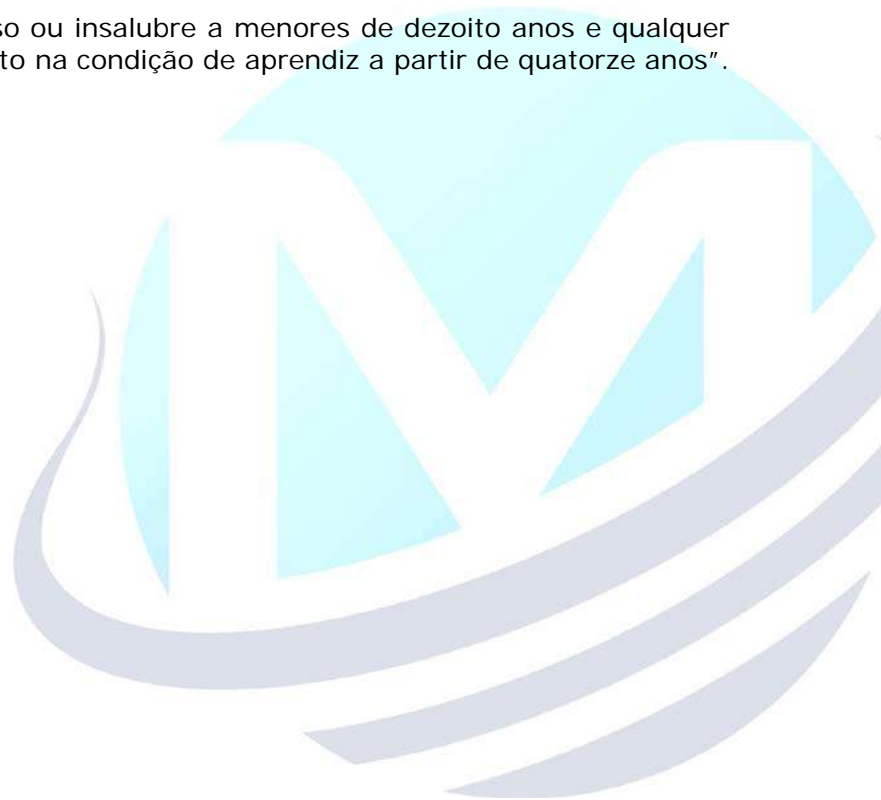 so ou insalubre a menores de dezoito anos e qualquer
to na condição de aprendiz a partir de quatorze anos”.